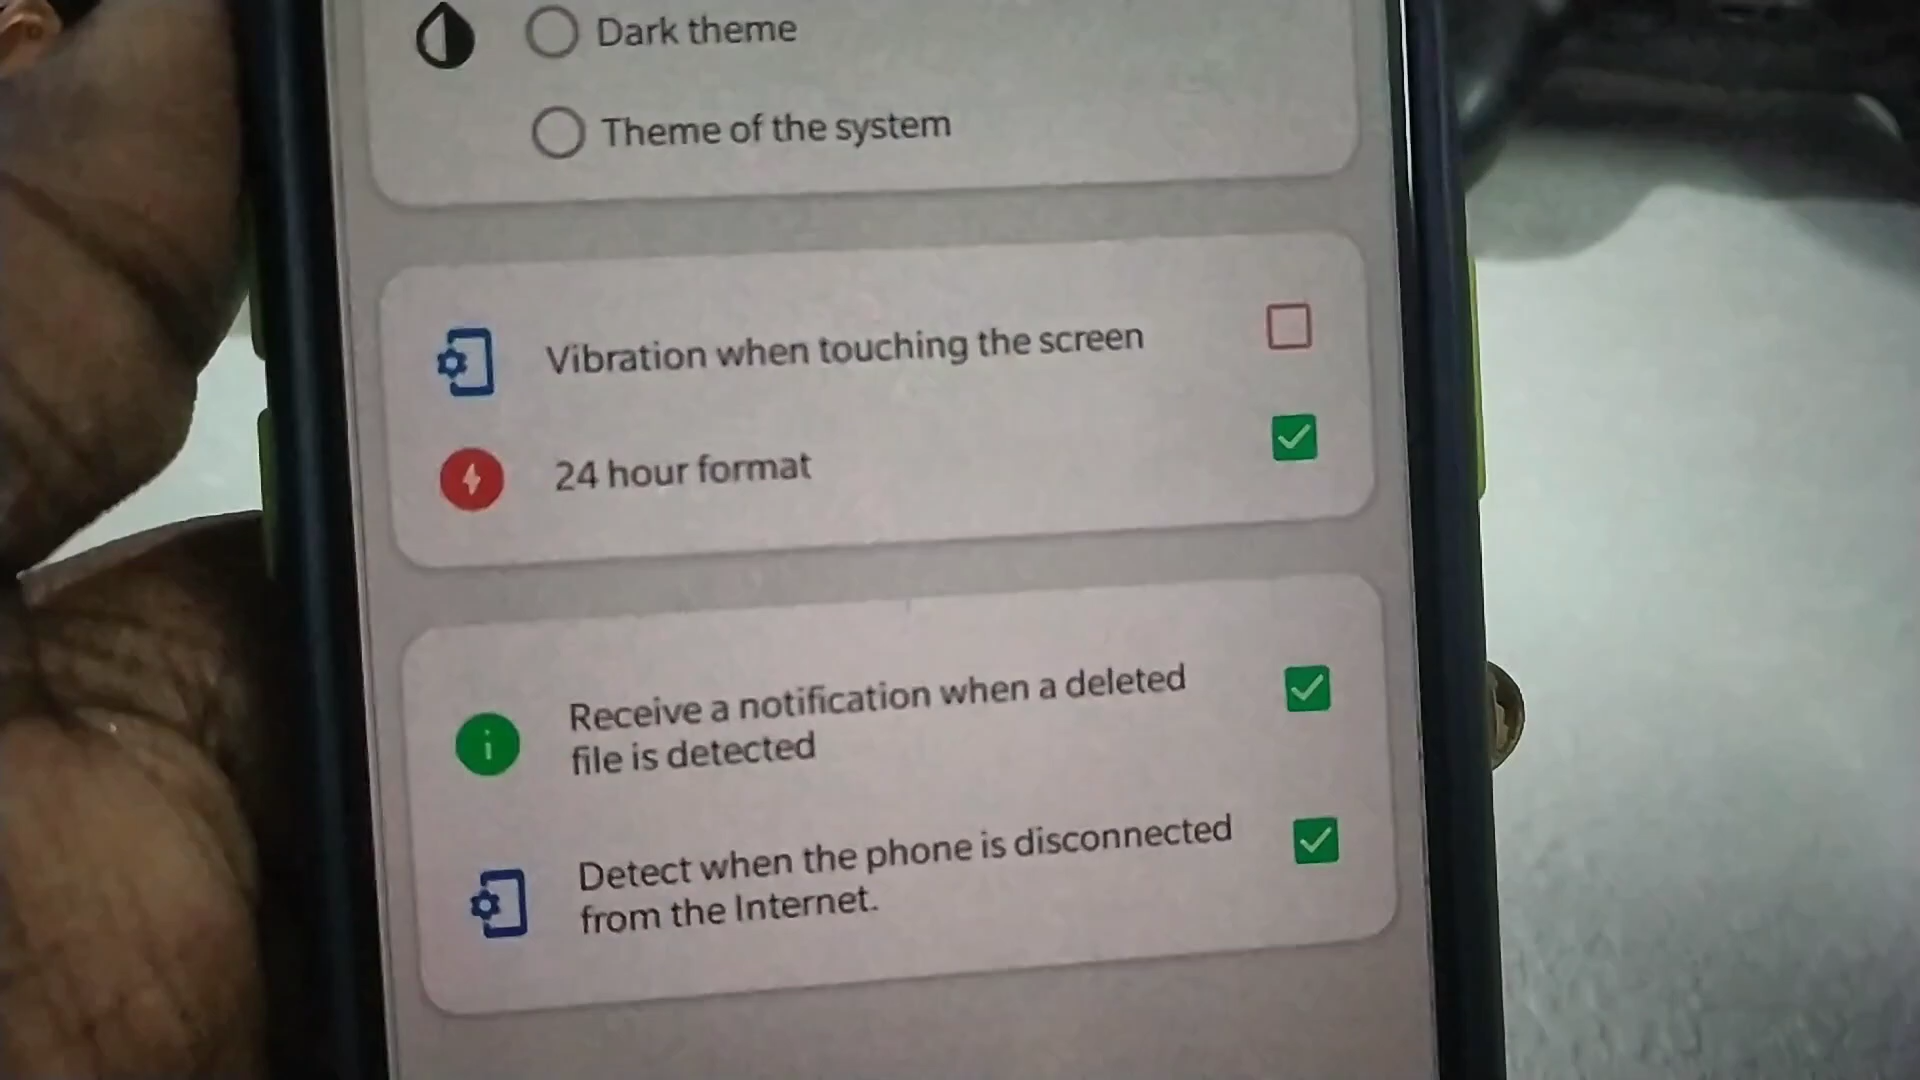 Dark theme
Theme of the system
Vibration when touching the screen
24 hour format
Receive a notification when a deleted
file is detected
Detect when the phone is disconnected
from the Internet.